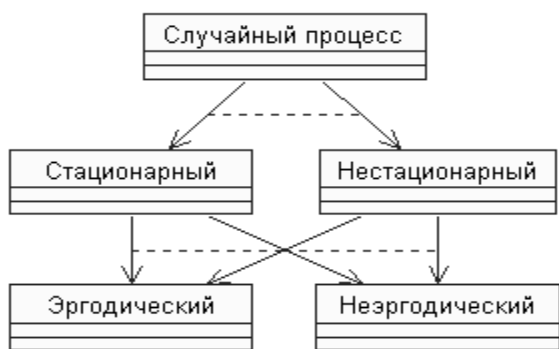 Случайный процесс
Стационарный
Нестационарный
Эргодический
Неэргодический